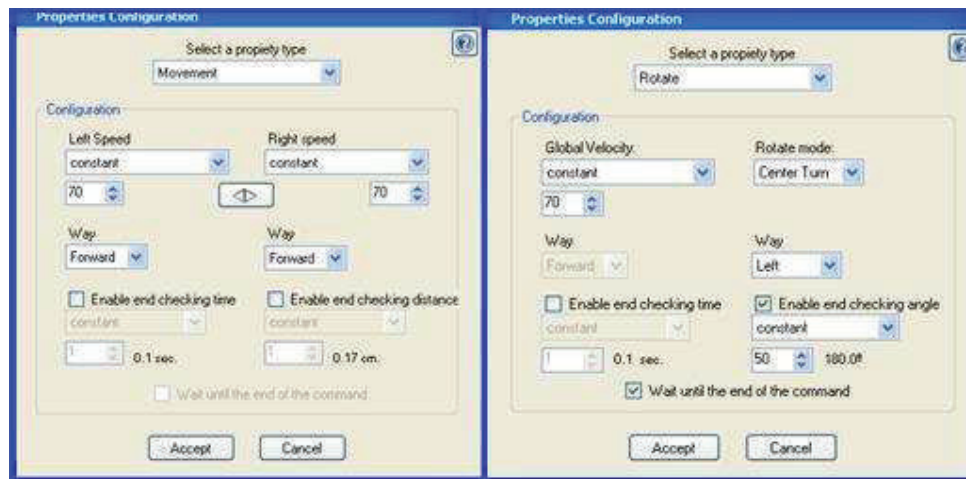 Properties Configuration
Select a propiety type
Movement
Configuration
Left Speed Right speed
constant constant
70 70
Way Way
Forward Forward
Enable end checking time Enable end checking distance
constant constant
1 0.1 sec. 1 0.17 cm.
Wait until the end of the command
Accept Cancel
Properties Configuration
Select a propiety type
Rotate
Configuration
Global Velocity: Rotate mode:
constant Center Turn
70
Way Way
Forward Left
Enable end checking time Enable end checking angle
constant constant
1 0.1 sec. 50 180.0º
Wait until the end of the command
Accept Cancel